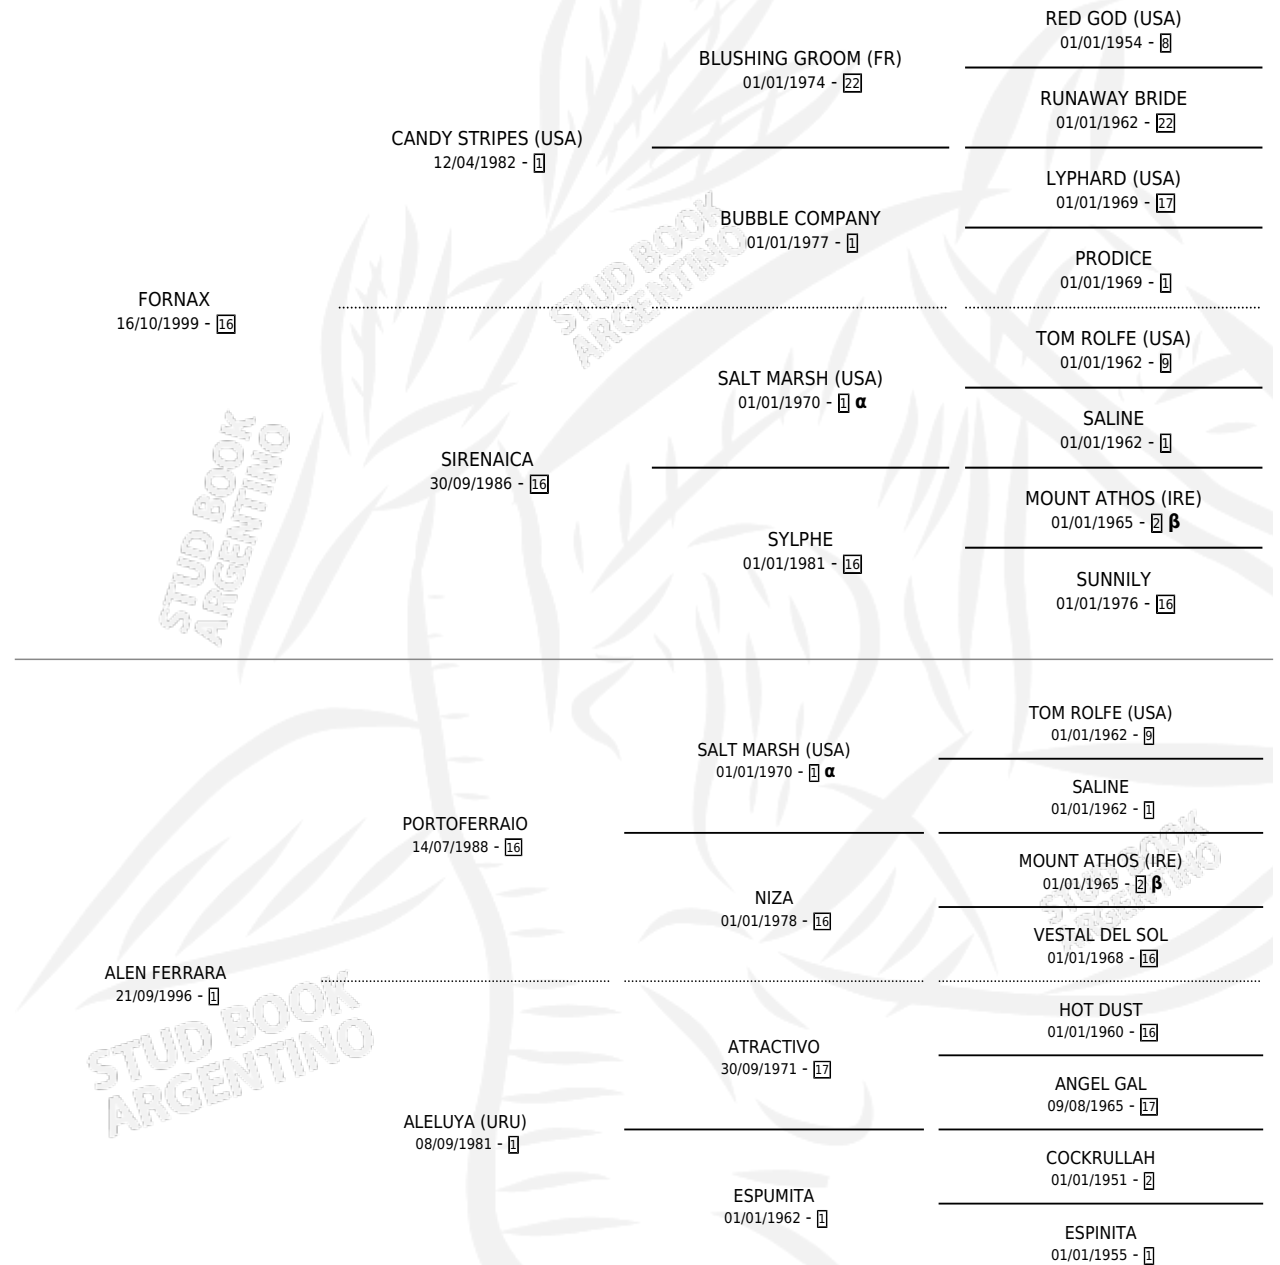 RED GOD (USA)
01/01/1954 - 8
BLUSHING GROOM (FR)
01/01/1974 - 22
RUNAWAY BRIDE
01/01/1962 - 22
CANDY STRIPES (USA)
12/04/1982 - 1
LYPHARD (USA)
01/01/1969 - 17
BUBBLE COMPANY
01/01/1977 - 1
PRODICE
01/01/1969 - 1
FORNAX
16/10/1999 - 16
TOM ROLFE (USA)
01/01/1962 - 9
SALT MARSH (USA)
01/01/1970 - 1 α
SALINE
01/01/1962 - 1
SIRENAICA
30/09/1986 - 16
MOUNT ATHOS (IRE)
01/01/1965 - 2 β
SYLPHE
01/01/1981 - 16
SUNNILY
01/01/1976 - 16
STUD BOOK
ARGENTINO
STUD BOOK
ARGENTINO
TOM ROLFE (USA)
01/01/1962 - 9
SALT MARSH (USA)
01/01/1970 - 1 α
SALINE
01/01/1962 - 1
PORTOFERRAIO
14/07/1988 - 16
MOUNT ATHOS (IRE)
01/01/1965 - 2 β
NIZA
01/01/1978 - 16
VESTAL DEL SOL
01/01/1968 - 16
ALEN FERRARA
21/09/1996 - 1
HOT DUST
01/01/1960 - 16
ATRACTIVO
30/09/1971 - 17
ANGEL GAL
09/08/1965 - 17
ALELUYA (URU)
08/09/1981 - 1
COCKRULLAH
01/01/1951 - 2
ESPUMITA
01/01/1962 - 1
ESPINITA
01/01/1955 - 1
STUD BOOK
ARGENTINO
STUD BOOK
ARGENTINO